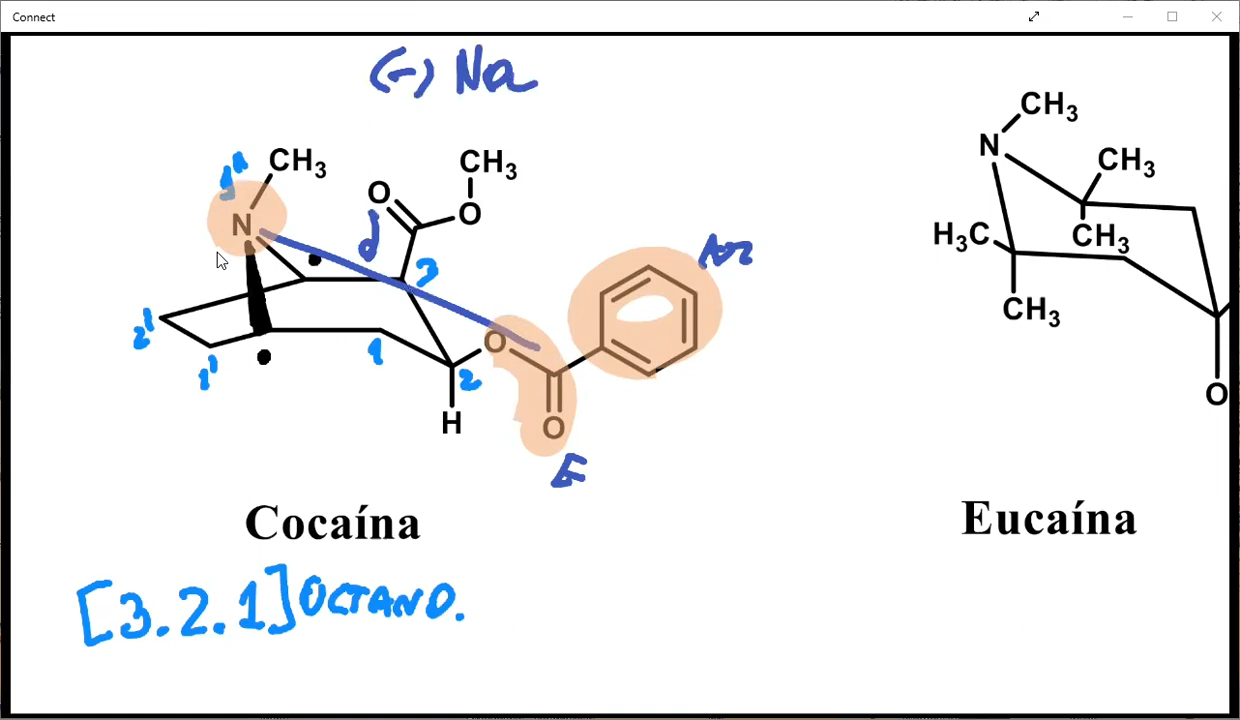 Connect
(-) Na
1"
CH3
N
O
CH3
O
d
3
Ar
2'
1'
1
2
O
H
O
E
Cocaína
[3.2.1] OCTANO.
CH3
N
CH3
H3C
CH3
CH3
O
Eucaína